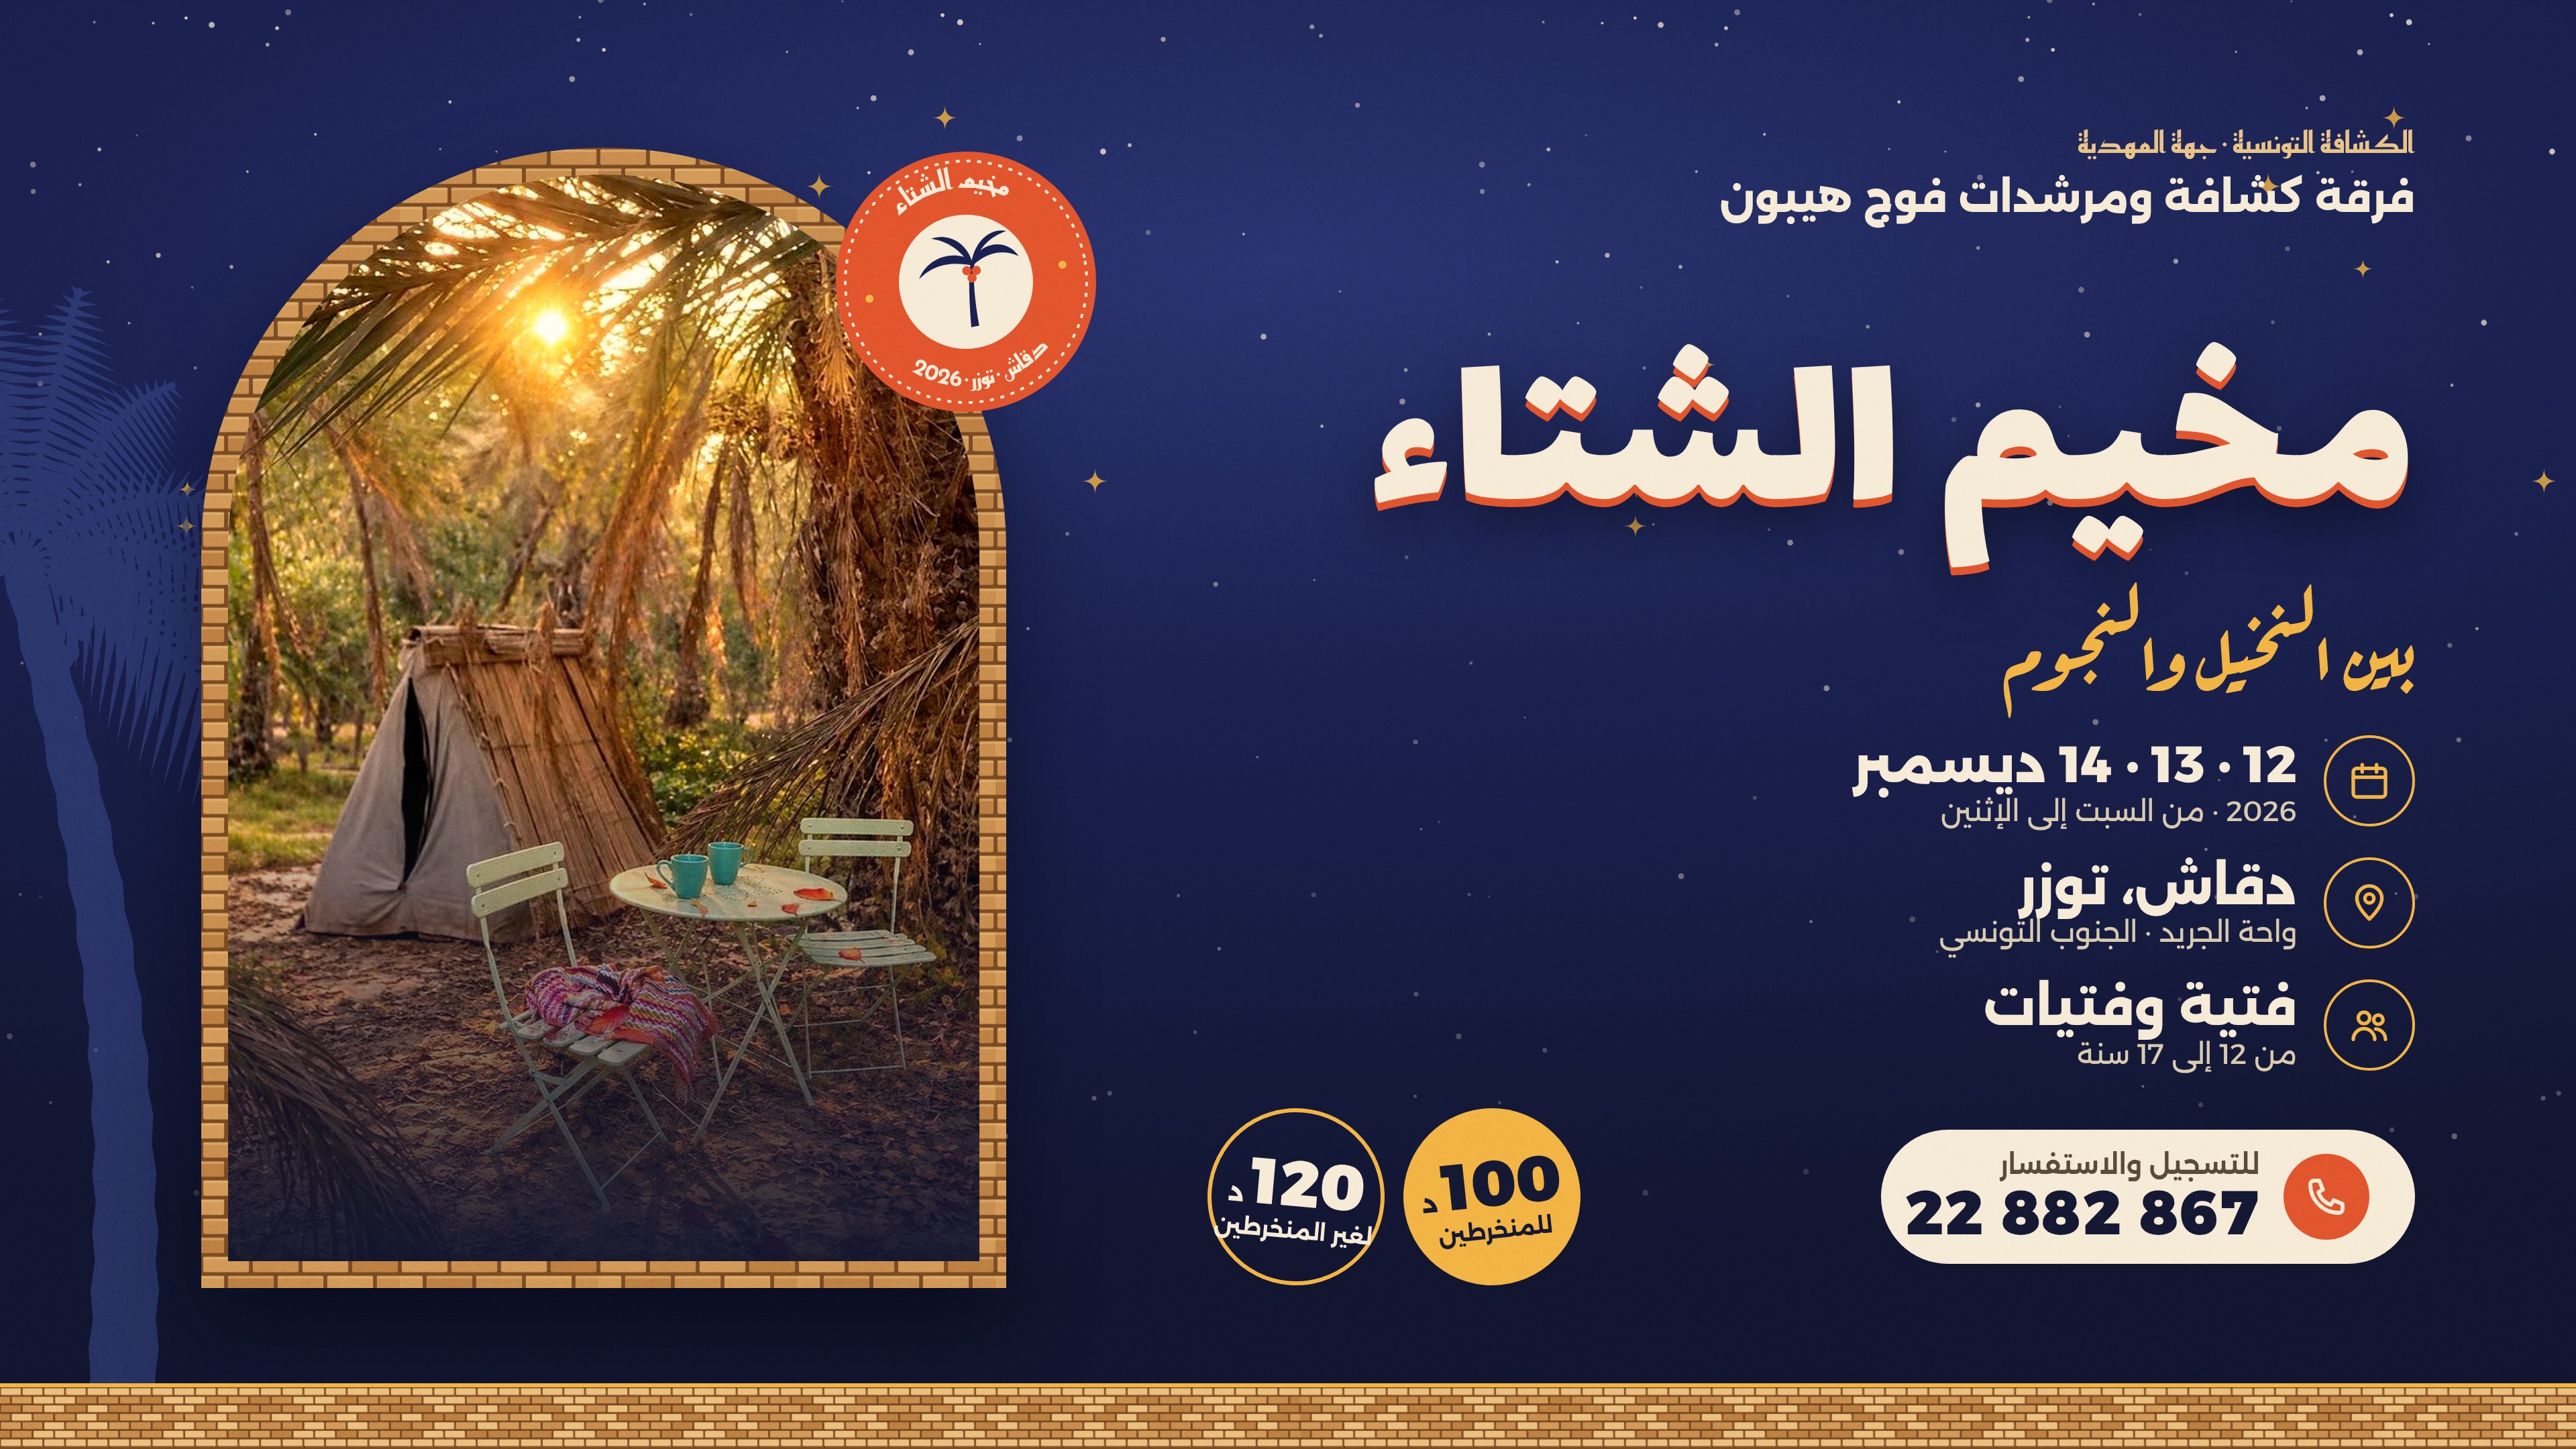 الكشافة التونسية · جهة المهدية
فرقة كشافة ومرشدات فوج هيبون
مخيم الشتاء
بين النخيل والنجوم
12 · 13 · 14 ديسمبر
2026 · من السبت إلى الإثنين
دقاش، توزر
واحة الجريد · الجنوب التونسي
فتية وفتيات
من 12 إلى 17 سنة
للتسجيل والاستفسار
22 882 867
100 د
للمنخرطين
120 د
لغير المنخرطين
مخيم الشتاء
دقاش · توزر · 2026